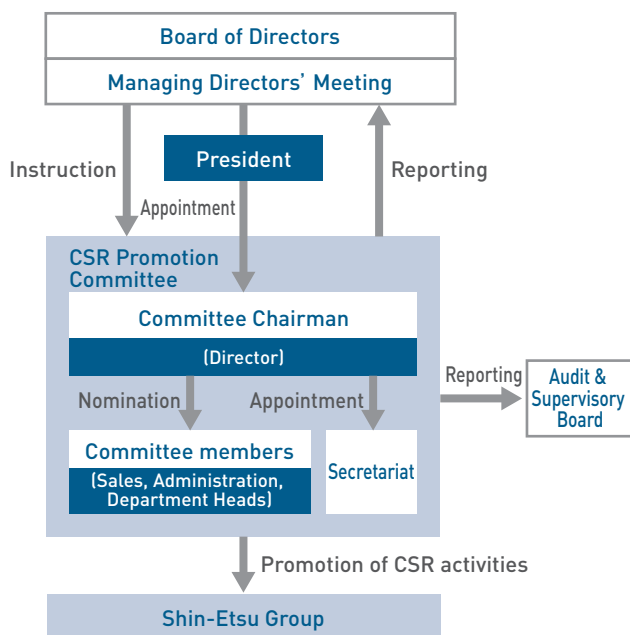 Board of Directors
Managing Directors’ Meeting
Instruction
President
Reporting
Appointment
CSR Promotion
Committee
Committee Chairman
(Director)
Nomination
Appointment
Reporting
Audit &
Supervisory
Board
Committee members
(Sales, Administration,
Department Heads)
Secretariat
Promotion of CSR activities
Shin-Etsu Group